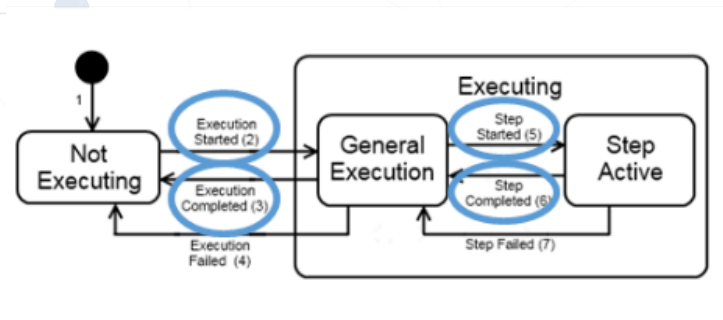 Executing
1
Execution
Started (2)
Step
Started (5)
Not
Executing
General
Execution
Step
Active
Execution
Completed (3)
Step
Completed (6)
Execution
Failed (4)
Step Failed (7)